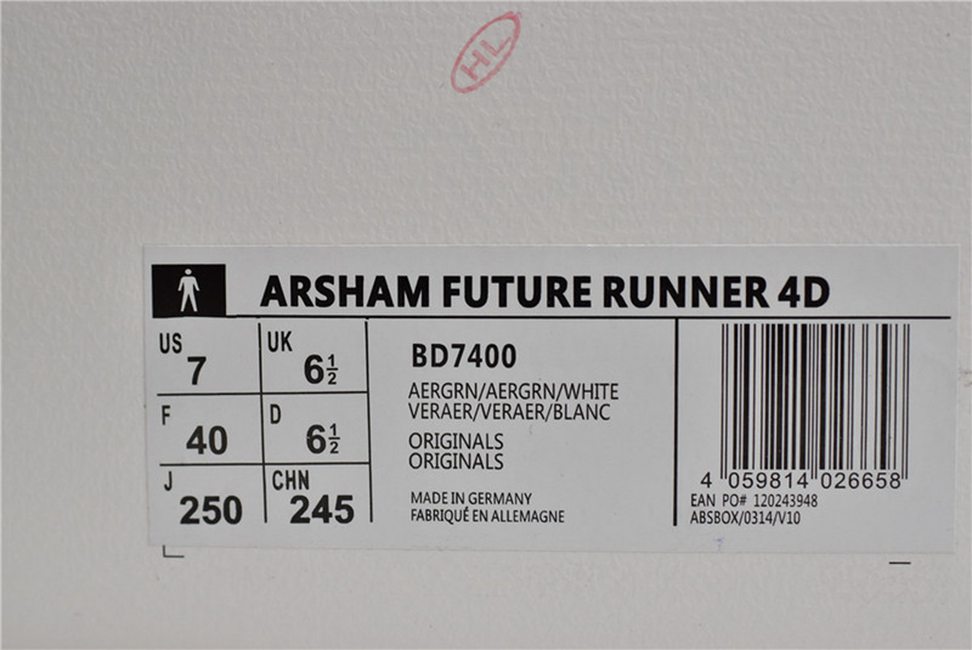 HL
ARSHAM FUTURE RUNNER 4D
US 7 UK 6½
F 40 D 6½
J 250 CHN 245
BD7400
AERGRN/AERGRN/WHITE
VERAER/VERAER/BLANC
ORIGINALS
ORIGINALS
MADE IN GERMANY
FABRIQUÉ EN ALLEMAGNE
4 059814 026658
EAN PO# 120243948
ABSBOX/0314/V10